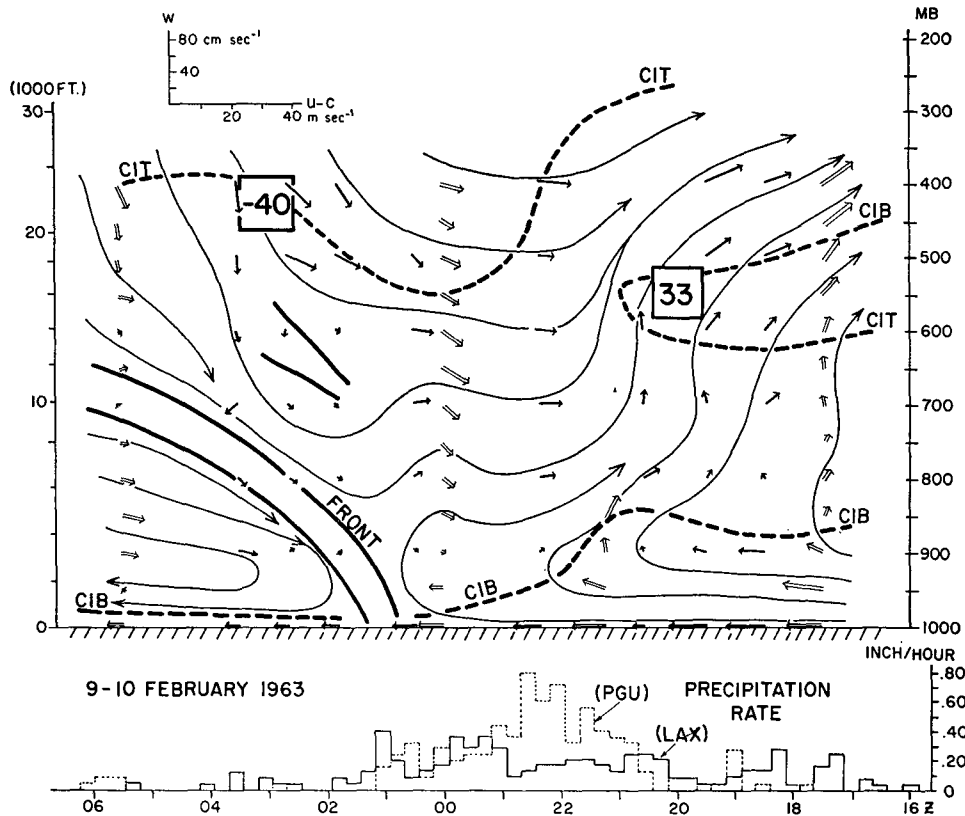 W
80 cm sec⁻¹
40
U-C
20 40 m sec⁻¹
(1000 FT.)
30
20
10
0
MB
200
300
400
500
600
700
800
900
1000
CIT
CIT
-40
CIB
33
CIT
FRONT
CIB
CIB
CIB
INCH/HOUR
9-10 FEBRUARY 1963
(PGU)
PRECIPITATION
RATE
(LAX)
.80
.60
.40
.20
0
06 04 02 00 22 20 18 16 Z